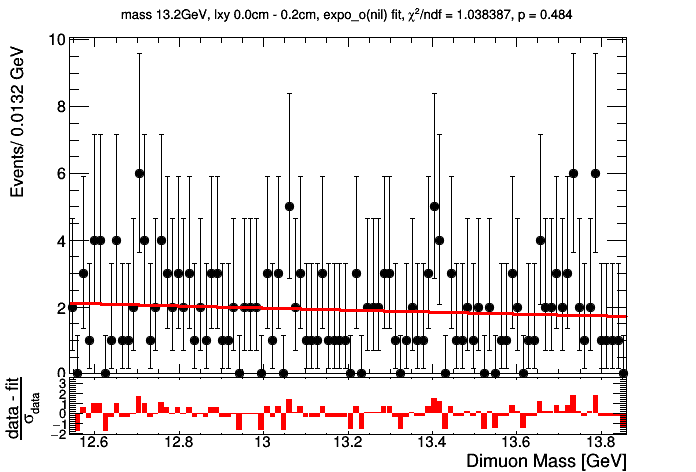 mass 13.2GeV, lxy 0.0cm - 0.2cm, expo_o(nil) fit, χ²/ndf = 1.038387, p = 0.484
Events/ 0.0132 GeV
10
8
6
4
2
0
data - fit
σdata
3
2
1
0
−1
−2
12.6 12.8 13 13.2 13.4 13.6 13.8
Dimuon Mass [GeV]